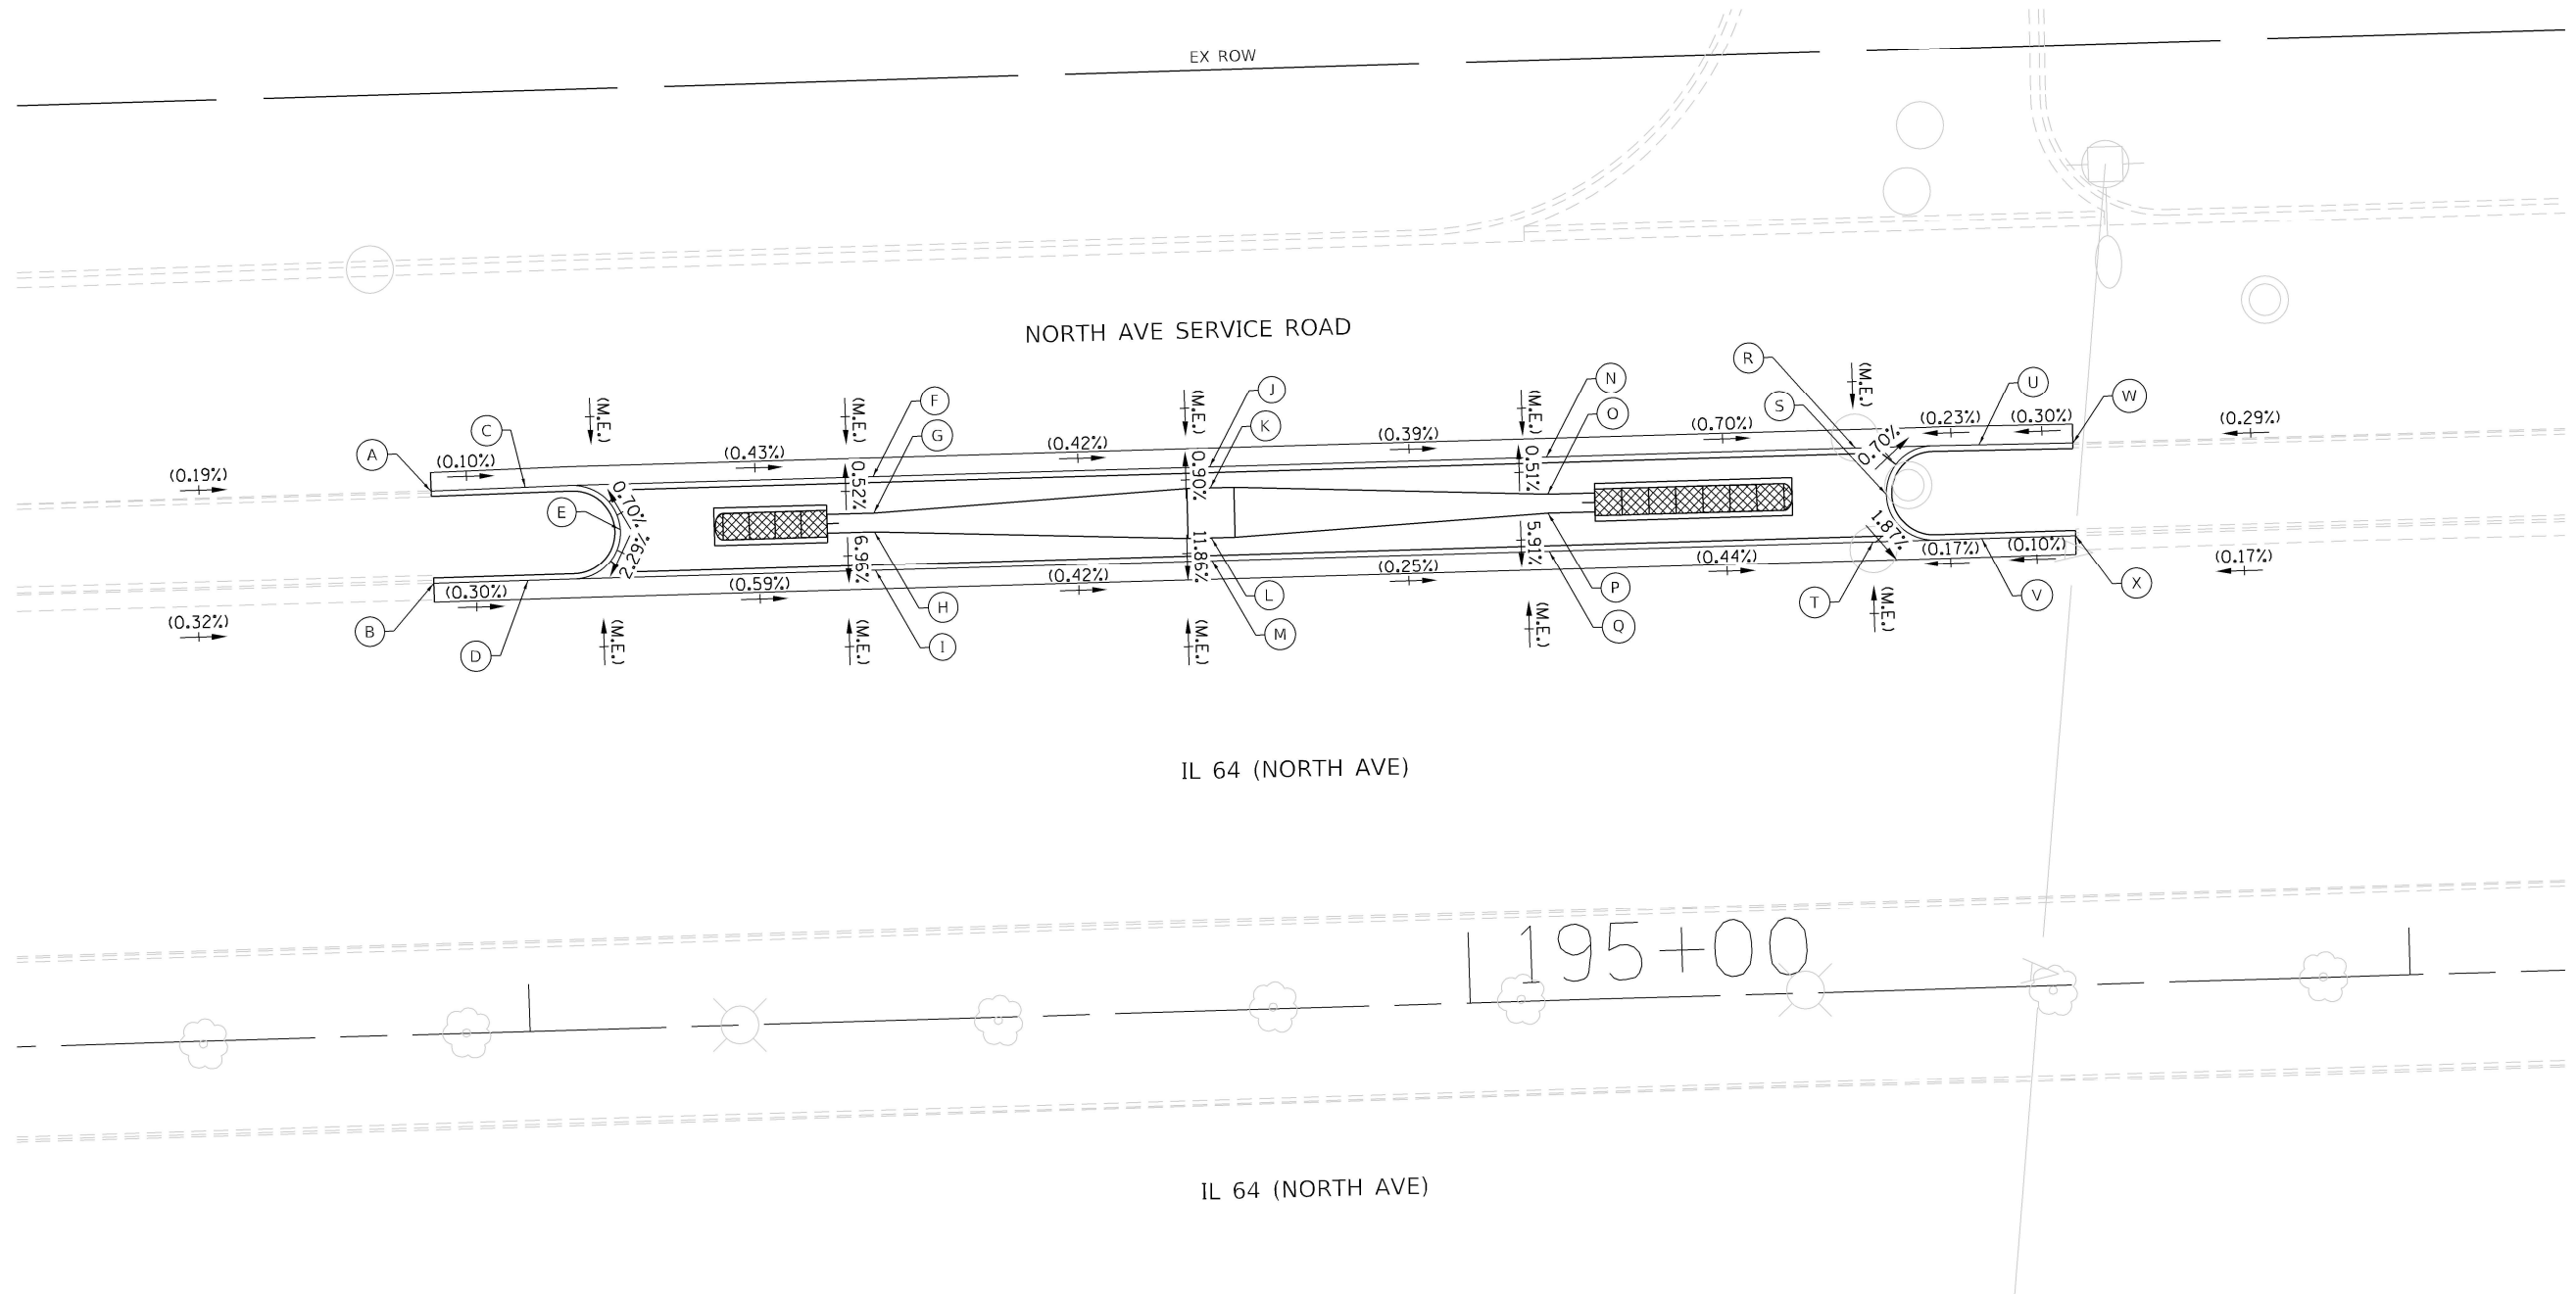 EX ROW
NORTH AVE SERVICE ROAD
R
N
U
J
S
W
F
O
(M.E.)
(M.E.)
(M.E.)
(M.E.)
(M.E.)
K
C
G
(0.70%)
(0.23%)
(0.30%)
(0.29%)
A
(0.43%)
(0.42%)
(0.39%)
(0.10%)
(0.19%)
0.70%
0.52%
0.90%
0.51%
0.70%
E
2.29%
6.96%
11.86%
5.91%
1.87%
(0.30%)
(0.59%)
(0.42%)
(0.25%)
(0.44%)
(0.17%)
(0.10%)
(0.17%)
(0.32%)
B
D
H
I
L
M
P
Q
T
V
X
(M.E.)
(M.E.)
(M.E.)
(M.E.)
(M.E.)
IL 64 (NORTH AVE)
195+00
IL 64 (NORTH AVE)